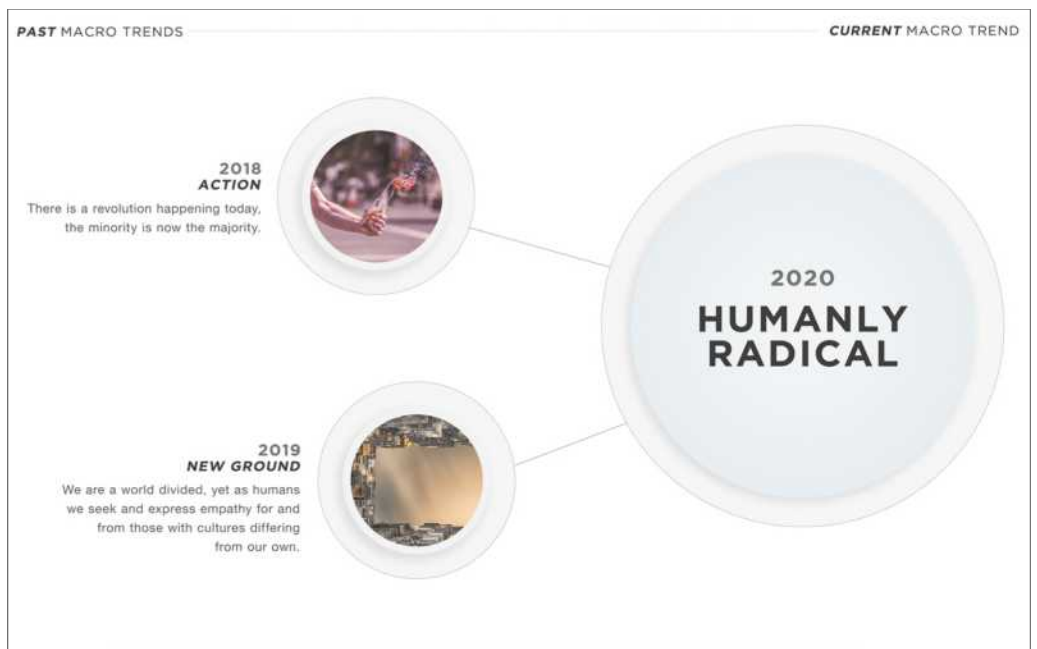 PAST MACRO TRENDS
CURRENT MACRO TREND
2018
ACTION
There is a revolution happening today,
the minority is now the majority.
2020
HUMANLY
RADICAL
2019
NEW GROUND
We are a world divided, yet as humans
we seek and express empathy for and
from those with cultures differing
from our own.